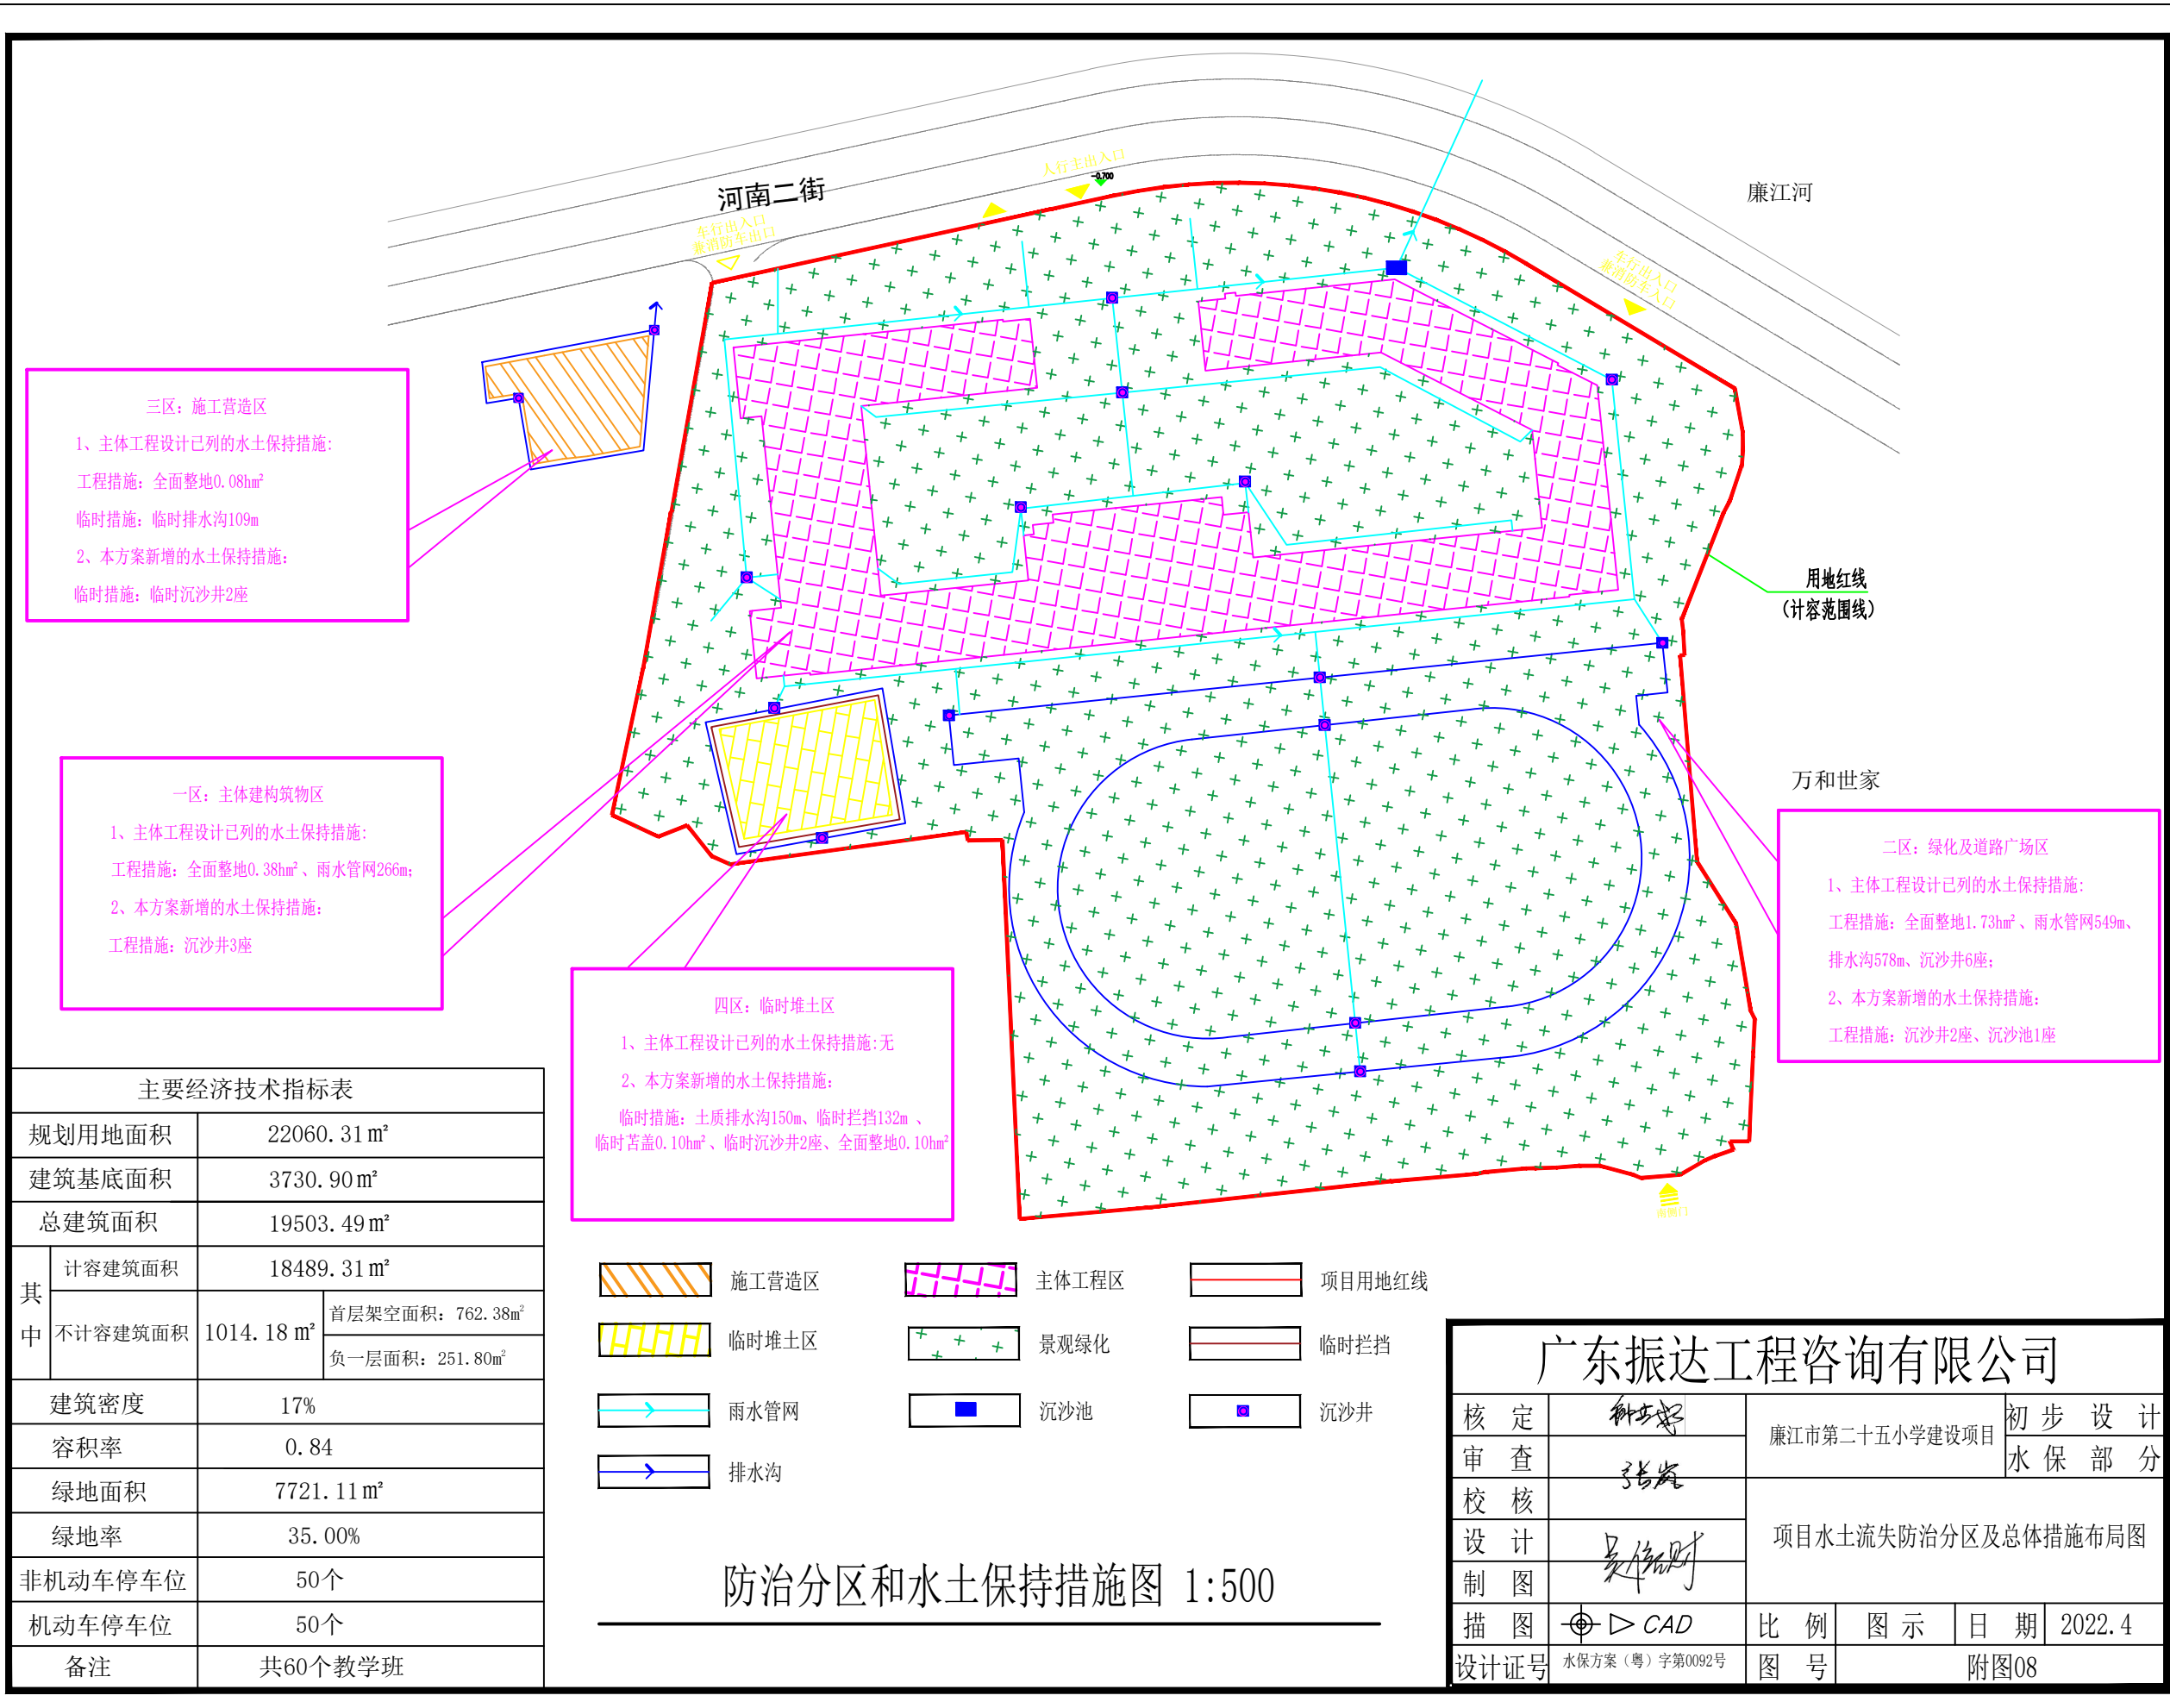 河南二街
人行主出入口
-0.700
车行出入口
兼消防车出口
廉江河
车行出入口
兼消防车入口
用地红线
(计容范围线)
万和世家
三区：施工营造区
1、主体工程设计已列的水土保持措施:
工程措施：全面整地0.08hm²
临时措施：临时排水沟109m
2、本方案新增的水土保持措施:
临时措施：临时沉沙井2座
一区：主体建构筑物区
1、主体工程设计已列的水土保持措施:
工程措施：全面整地0.38hm²、雨水管网266m;
2、本方案新增的水土保持措施:
工程措施：沉沙井3座
二区：绿化及道路广场区
1、主体工程设计已列的水土保持措施:
工程措施：全面整地1.73hm²、雨水管网549m、
排水沟578m、沉沙井6座;
2、本方案新增的水土保持措施:
工程措施：沉沙井2座、沉沙池1座
四区：临时堆土区
1、主体工程设计已列的水土保持措施:无
2、本方案新增的水土保持措施:
临时措施：土质排水沟150m、临时拦挡132m 、
临时苫盖0.10hm²、临时沉沙井2座、全面整地0.10hm²
主要经济技术指标表
规划用地面积 22060.31㎡
建筑基底面积 3730.90㎡
总建筑面积 19503.49㎡
其中 计容建筑面积 18489.31㎡
不计容建筑面积 1014.18㎡ 首层架空面积：762.38m²
负一层面积：251.80m²
建筑密度 17%
容积率 0.84
绿地面积 7721.11㎡
绿地率 35.00%
非机动车停车位 50个
机动车停车位 50个
备注 共60个教学班
施工营造区 主体工程区 项目用地红线
临时堆土区 景观绿化 临时拦挡
雨水管网 沉沙池 沉沙井
排水沟
防治分区和水土保持措施图 1:500
广东振达工程咨询有限公司
核 定 廉江市第二十五小学建设项目 初 步 设 计
审 查 水 保 部 分
校 核
设 计 项目水土流失防治分区及总体措施布局图
制 图
描 图 CAD 比 例 图 示 日 期 2022.4
设计证号 水保方案（粤）字第0092号 图 号 附图08